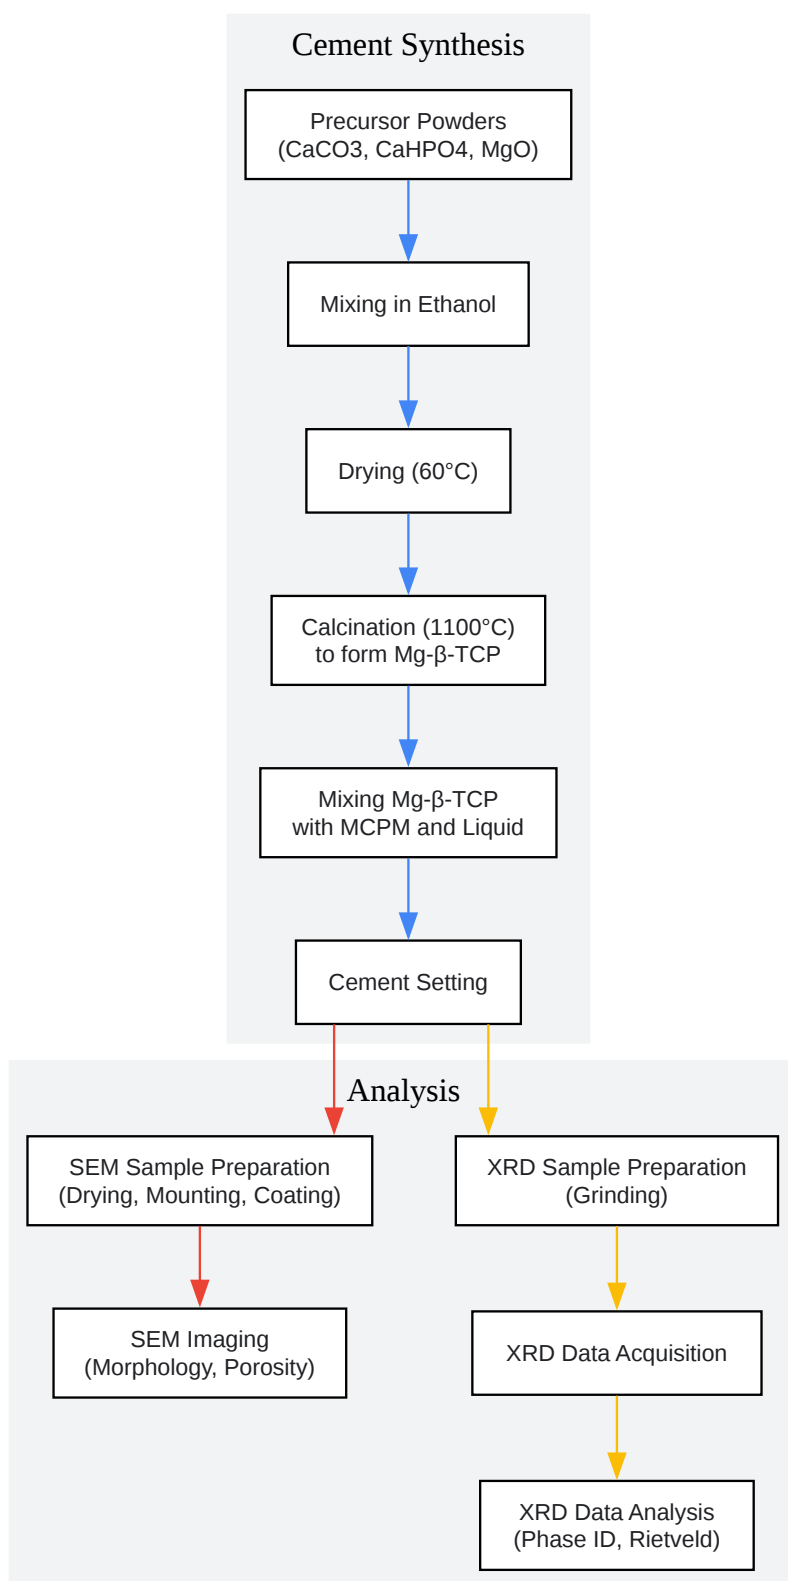 Cement Synthesis
Precursor Powders
(CaCO3, CaHPO4, MgO)
Mixing in Ethanol
Drying (60°C)
Calcination (1100°C)
to form Mg-β-TCP
Mixing Mg-β-TCP
with MCPM and Liquid
Cement Setting
Analysis
SEM Sample Preparation
(Drying, Mounting, Coating)
XRD Sample Preparation
(Grinding)
SEM Imaging
(Morphology, Porosity)
XRD Data Acquisition
XRD Data Analysis
(Phase ID, Rietveld)